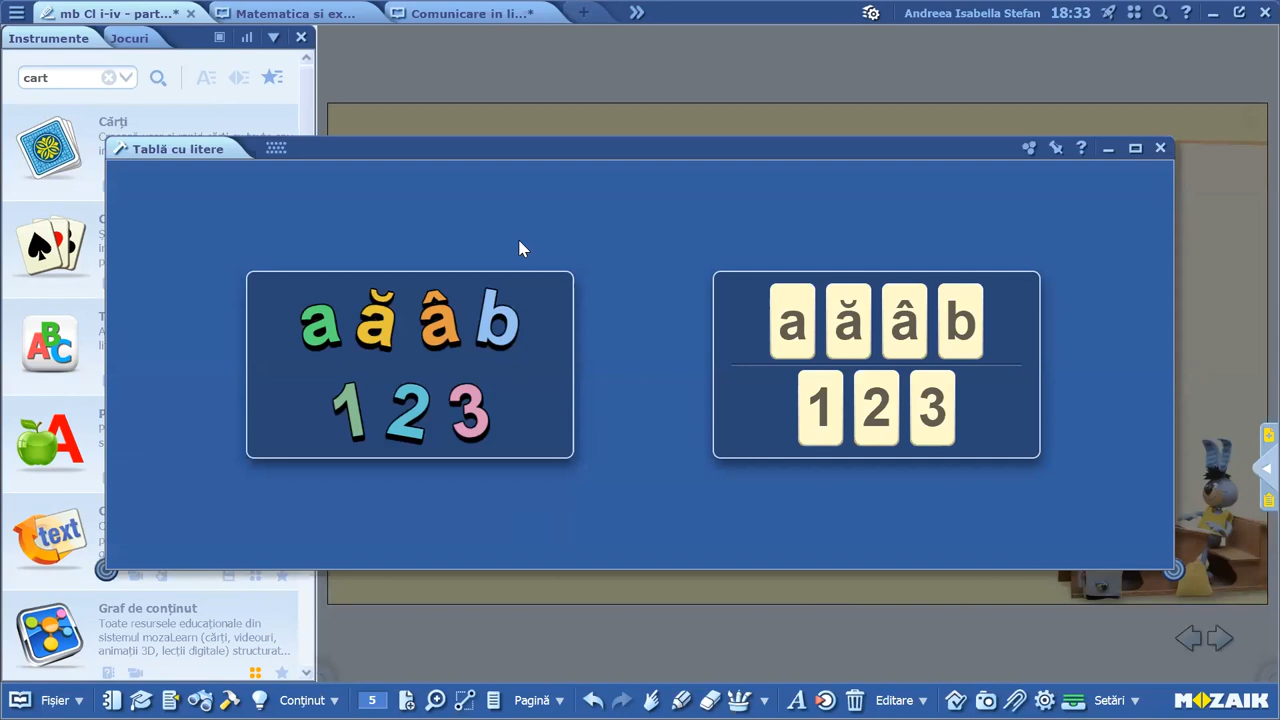 mb Cl i-iv - part...*
Matematica si ex...*
Comunicare in li...*
Andreea Isabella Stefan
18:33
Instrumente
Jocuri
cart
Cărți
Tablă cu litere
a ă â b
1 2 3
a ă â b
1 2 3
ABC
A
text
Graf de conținut
Toate resursele educaționale din
sistemul mozaLearn (cărți, videouri,
animații 3D, lecții digitale) structurat...
Fișier
Conținut
5
Pagină
Editare
Setări
MOZAIK